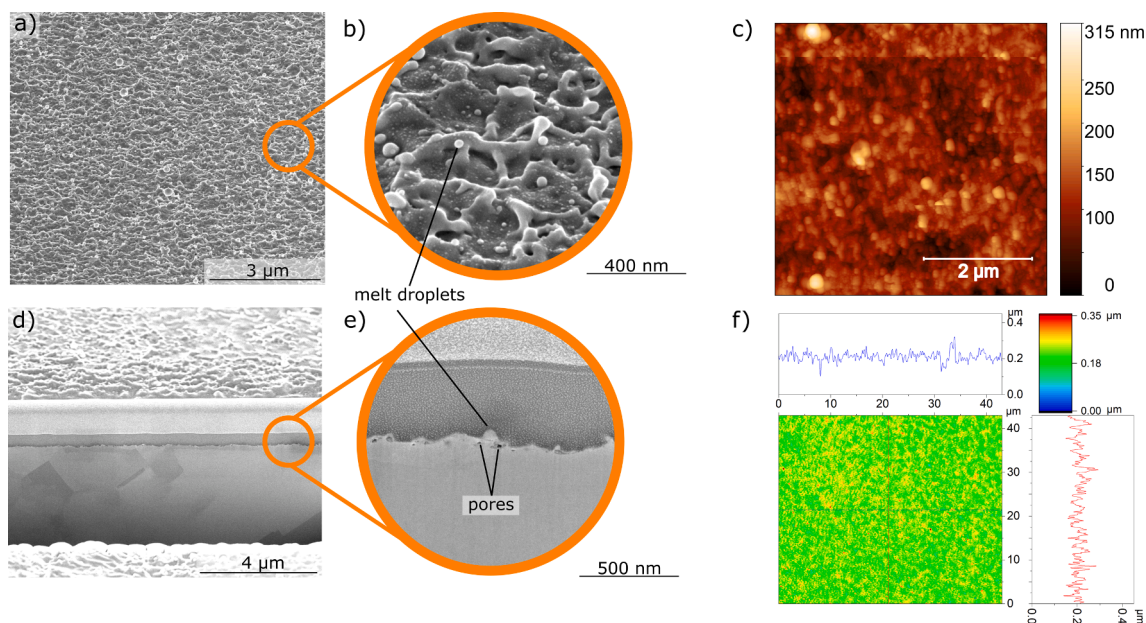 a)
b)
c)
3 µm
400 nm
2 µm
315 nm
250
200
150
100
0
melt droplets
d)
e)
f)
4 µm
500 nm
pores
µm
0.4
0.2
0.0
0 10 20 30 40
µm
0.35 µm
0.18
0.00 µm
µm
40
30
20
10
0
0.0 0.2 0.4
µm